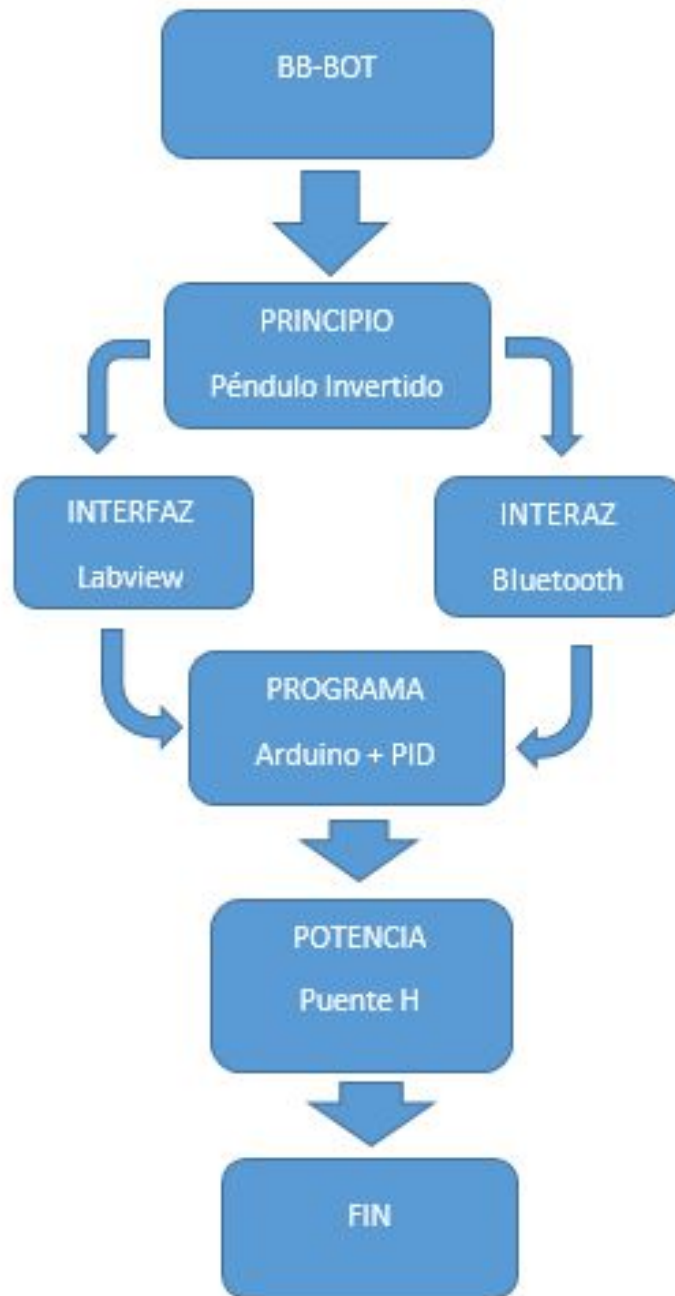 BB-BOT
PRINCIPIO
Péndulo Invertido
INTERFAZ
Labview
INTERAZ
Bluetooth
PROGRAMA
Arduino + PID
POTENCIA
Puente H
FIN